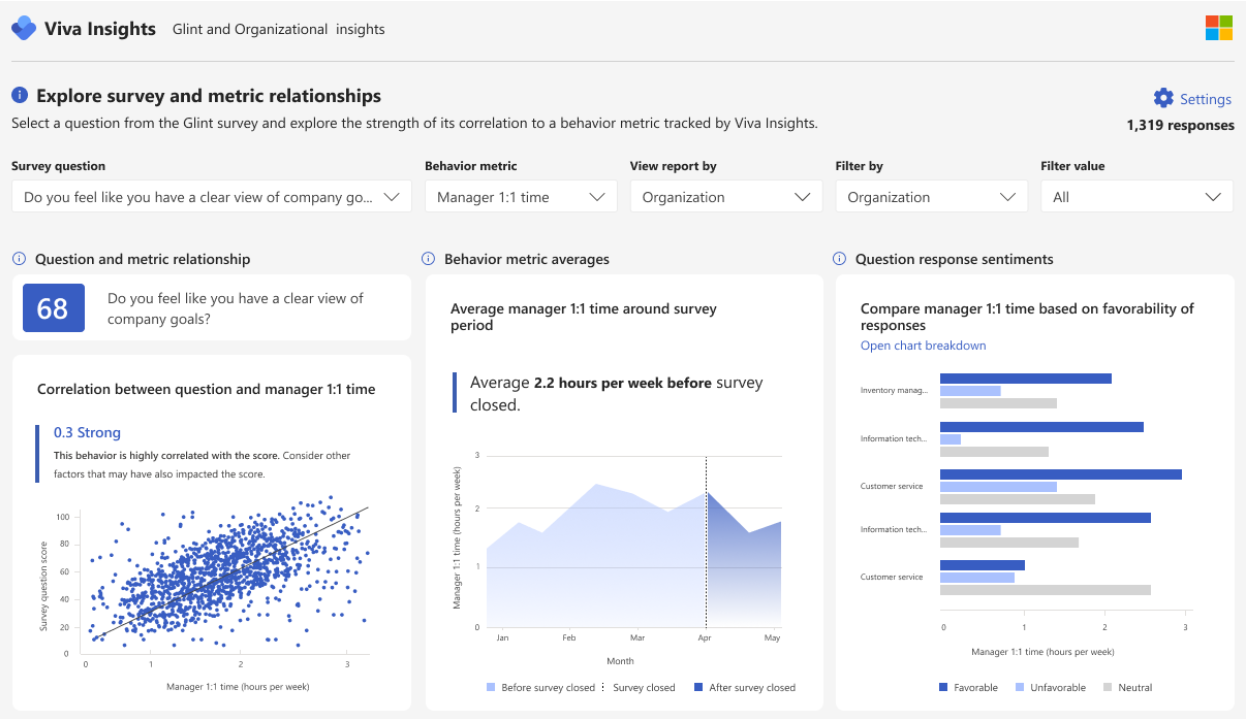 Viva Insights Glint and Organizational insights
Explore survey and metric relationships
Settings
Select a question from the Glint survey and explore the strength of its correlation to a behavior metric tracked by Viva Insights.
1,319 responses
Survey question
Do you feel like you have a clear view of company go...
Behavior metric
Manager 1:1 time
View report by
Organization
Filter by
Organization
Filter value
All
Question and metric relationship
68
Do you feel like you have a clear view of
company goals?
Correlation between question and manager 1:1 time
0.3 Strong
This behavior is highly correlated with the score. Consider other
factors that may have also impacted the score.
Survey question score
100
80
60
40
20
0
0 1 2 3
Manager 1:1 time (hours per week)
Behavior metric averages
Average manager 1:1 time around survey
period
Average 2.2 hours per week before survey
closed.
Manager 1:1 time (hours per week)
3
2
1
0
Jan Feb Mar Apr May
Month
Before survey closed Survey closed After survey closed
Question response sentiments
Compare manager 1:1 time based on favorability of
responses
Open chart breakdown
Inventory manag...
Information tech...
Customer service
Information tech...
Customer service
0 1 2 3
Manager 1:1 time (hours per week)
Favorable Unfavorable Neutral